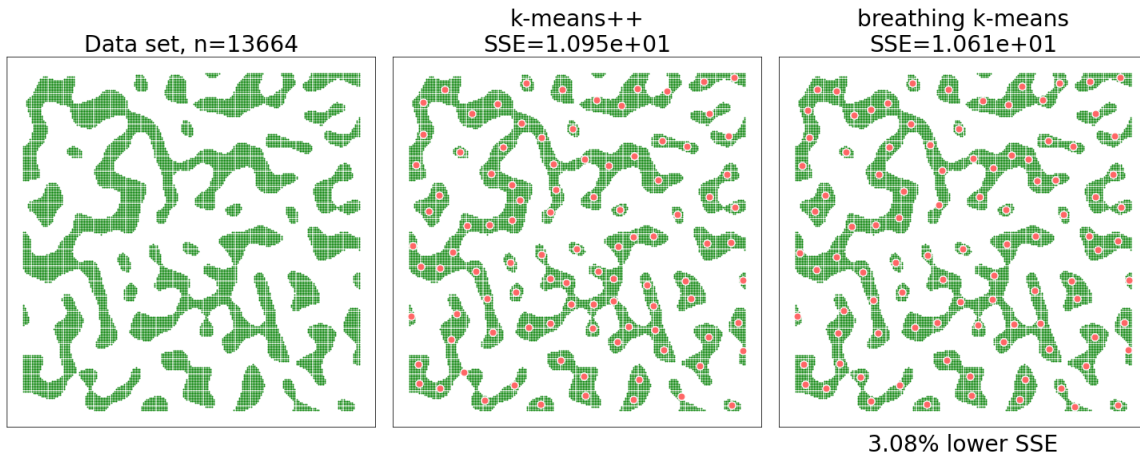 Data set, n=13664
k-means++
SSE=1.095e+01
breathing k-means
SSE=1.061e+01
3.08% lower SSE